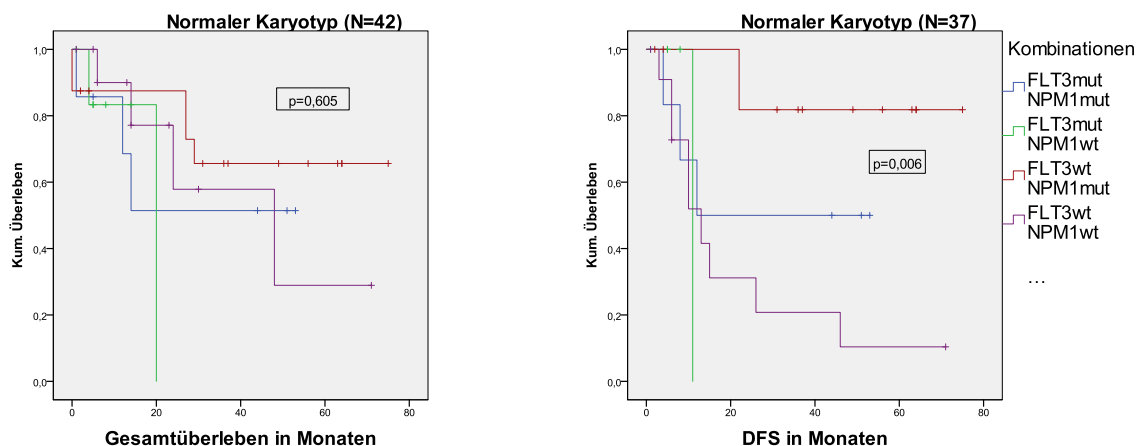 Normaler Karyotyp (N=42)
1,0
0,8
0,6
0,4
0,2
0,0
Kum. Überleben
p=0,605
0
20
40
60
80
Gesamtüberleben in Monaten
Normaler Karyotyp (N=37)
1,0
0,8
0,6
0,4
0,2
0,0
Kum. Überleben
p=0,006
0
20
40
60
80
DFS in Monaten
Kombinationen
FLT3mut
NPM1mut
FLT3mut
NPM1wt
FLT3wt
NPM1mut
FLT3wt
NPM1wt
...